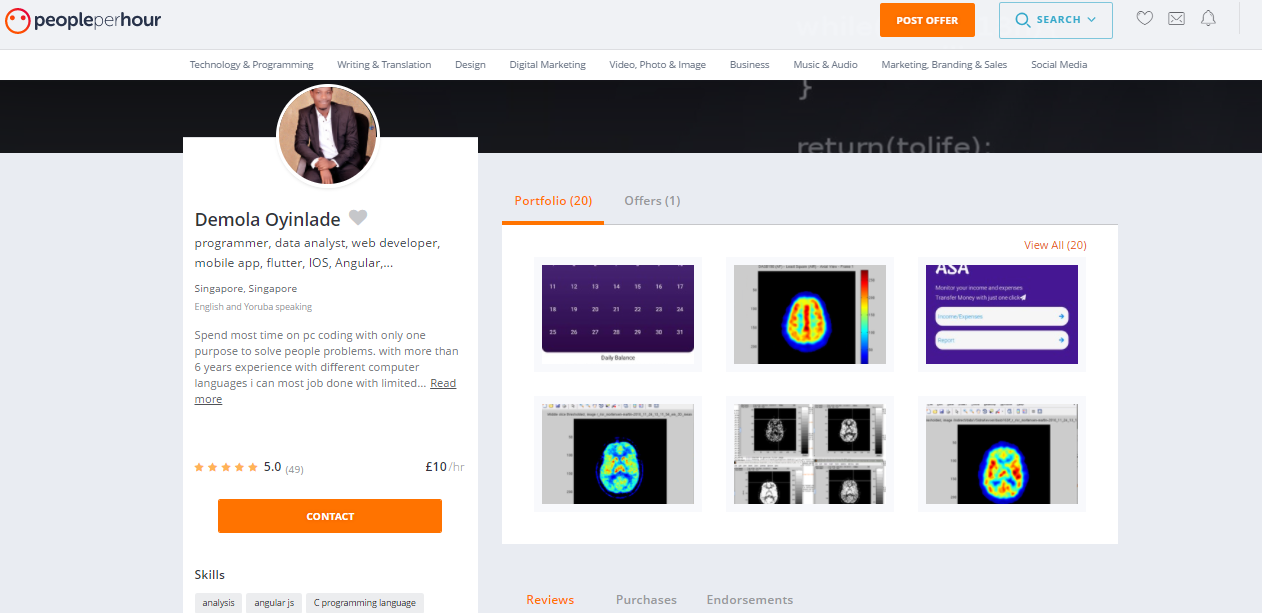 peopleperhour
POST OFFER
SEARCH
Technology & Programming
Writing & Translation
Design
Digital Marketing
Video, Photo & Image
Business
Music & Audio
Marketing, Branding & Sales
Social Media
}
return(tolife);
Demola Oyinlade
programmer, data analyst, web developer,
mobile app, flutter, IOS, Angular,...
Singapore, Singapore
English and Yoruba speaking
Spend most time on pc coding with only one
purpose to solve people problems. with more than
6 years experience with different computer
languages i can most job done with limited... Read
more
5.0 (49)
£10/hr
CONTACT
Skills
analysis
angular js
C programming language
Portfolio (20)
Offers (1)
View All (20)
11 12 13 14 15 16 17
18 19 20 21 22 23 24
25 26 27 28 29 30 31
Daily Balance
ASA
Monitor your income and expenses
Transfer Money with just one click
Income/Expenses
Report
Reviews
Purchases
Endorsements